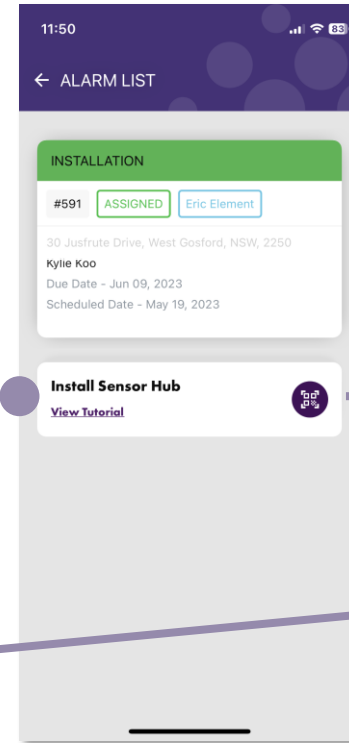 11:50
83
← ALARM LIST
INSTALLATION
#591 ASSIGNED Eric Element
30 Jusfrute Drive, West Gosford, NSW, 2250
Kylie Koo
Due Date - Jun 09, 2023
Scheduled Date - May 19, 2023
Install Sensor Hub
View Tutorial